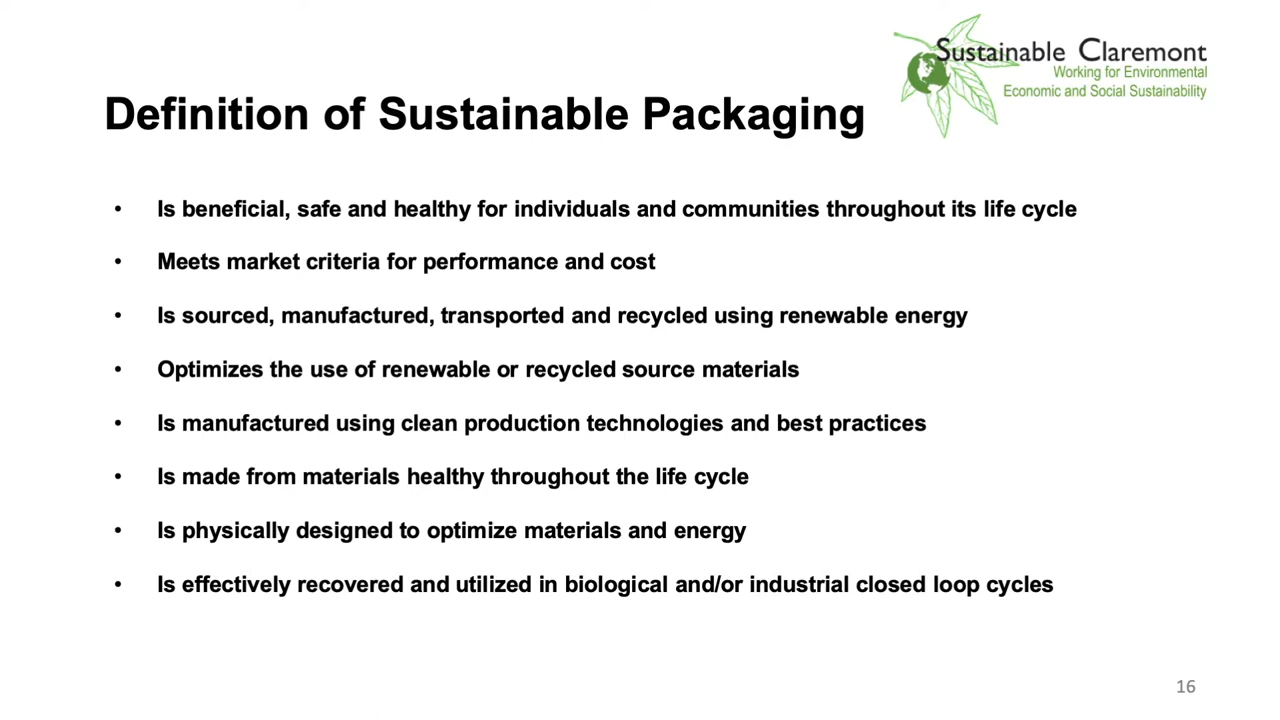 Sustainable Claremont
Working for Environmental
Economic and Social Sustainability
Definition of Sustainable Packaging
• Is beneficial, safe and healthy for individuals and communities throughout its life cycle
• Meets market criteria for performance and cost
• Is sourced, manufactured, transported and recycled using renewable energy
• Optimizes the use of renewable or recycled source materials
• Is manufactured using clean production technologies and best practices
• Is made from materials healthy throughout the life cycle
• Is physically designed to optimize materials and energy
• Is effectively recovered and utilized in biological and/or industrial closed loop cycles
16